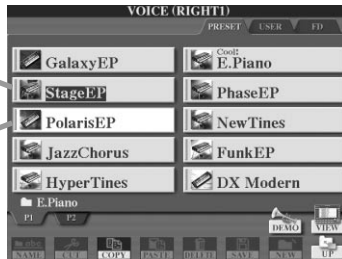 VOICE (RIGHT1)
PRESET USER FD
GalaxyEP
Cool!
E.Piano
StageEP
PhaseEP
PolarisEP
NewTines
JazzChorus
FunkEP
HyperTines
DX Modern
E.Piano
P1 P2
DEMO VIEW
abc
NAME CUT COPY PASTE DELETE SAVE NEW UP